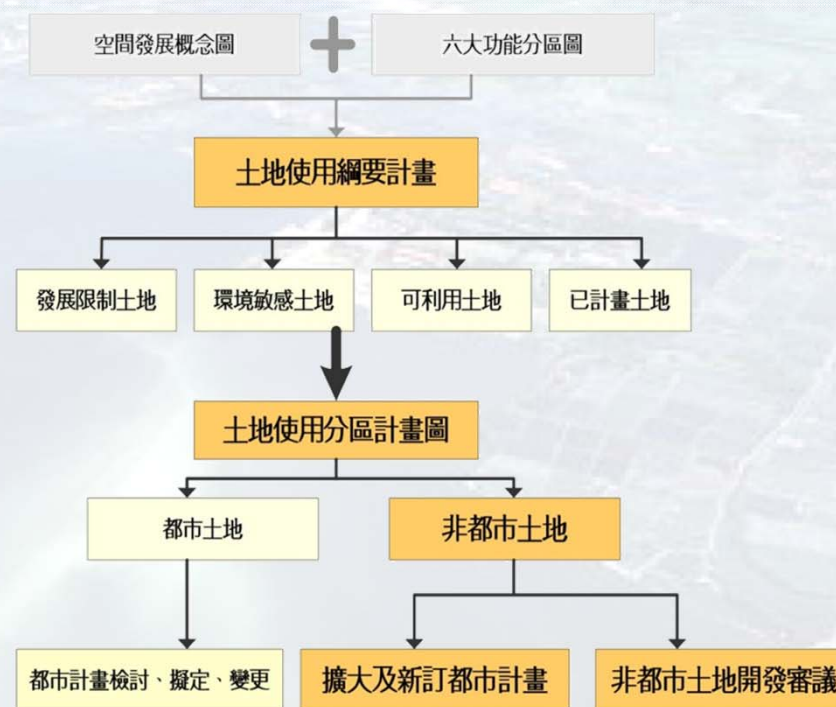 空間發展概念圖
六大功能分區圖
土地使用綱要計畫
發展限制土地
環境敏感土地
可利用土地
已計畫土地
土地使用分區計畫圖
都市土地
非都市土地
都市計畫檢討、擬定、變更
擴大及新訂都市計畫
非都市土地開發審議